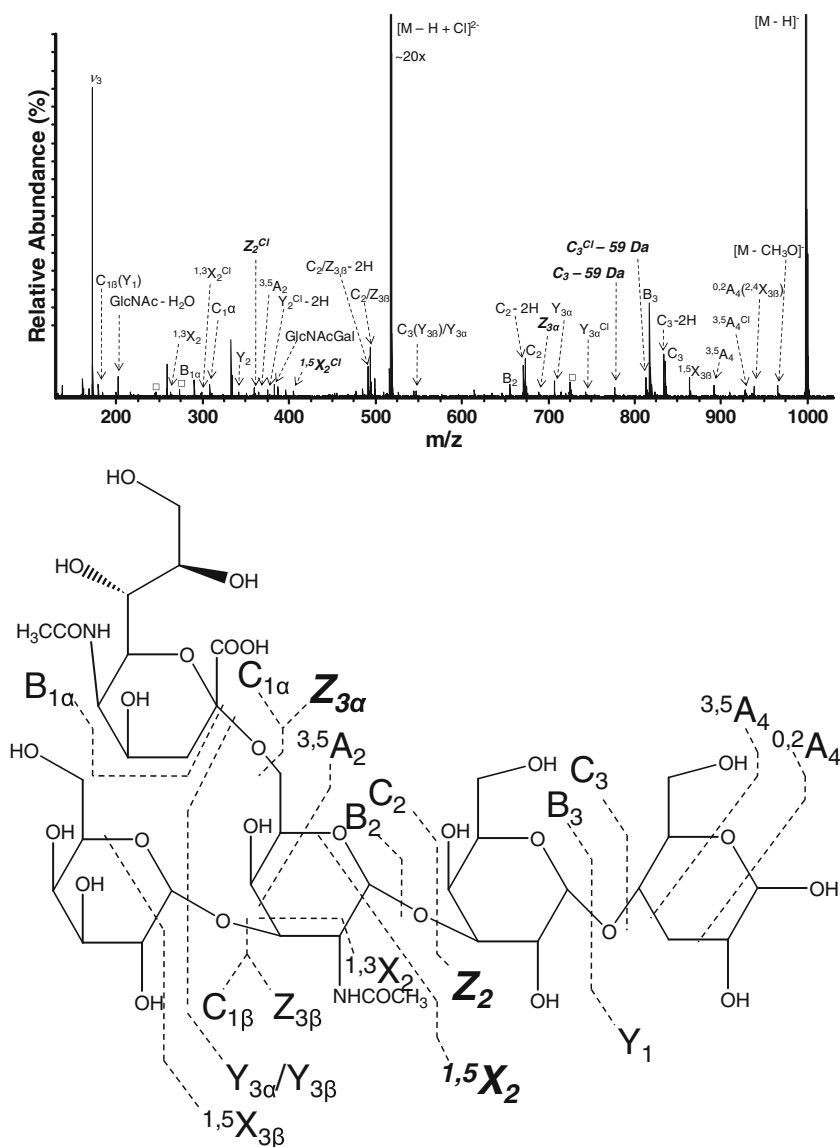 [M – H + Cl]²⁻
[M - H]⁻
~20x
ν₃
Relative Abundance (%)
C₁ᵦ(Y₁)
GlcNAc - H₂O
¹,³X₂
B₁α
¹,³X₂ᶜˡ
C₁α
Y₂
Z₂ᶜˡ
³,⁵A₂
Y₂ᶜˡ - 2H
GlcNAcGal
¹,⁵X₂ᶜˡ
C₂/Z₃ᵦ- 2H
C₂/Z₃ᵦ
C₃(Y₃ᵦ)/Y₃α
B₂
C₂ - 2H
C₂
Z₃α
Y₃α
Y₃αᶜˡ
C₃ᶜˡ – 59 Da
C₃ – 59 Da
B₃
C₃ -2H
C₃
¹,⁵X₃ᵦ
³,⁵A₄
³,⁵A₄ᶜˡ
⁰,²A₄(²,⁴X₃ᵦ)
[M - CH₃O]⁻
200 300 400 500 600 700 800 900 1000
m/z
HO
OH
HO OH
H₃CCONH O COOH
B₁α OH C₁α Z₃α
HO O ³,⁵A₂ ³,⁵A₄ ⁰,²A₄
OH OH C₃ OH
C₂ B₃
B₂
OH O OH O OH O O
OH OH
O O O
OH ¹,³X₂ OH OH
OH NHCOCH₃
C₁ᵦ Z₃ᵦ Z₂
Y₁
Y₃α/Y₃ᵦ ¹,⁵X₂
¹,⁵X₃ᵦ